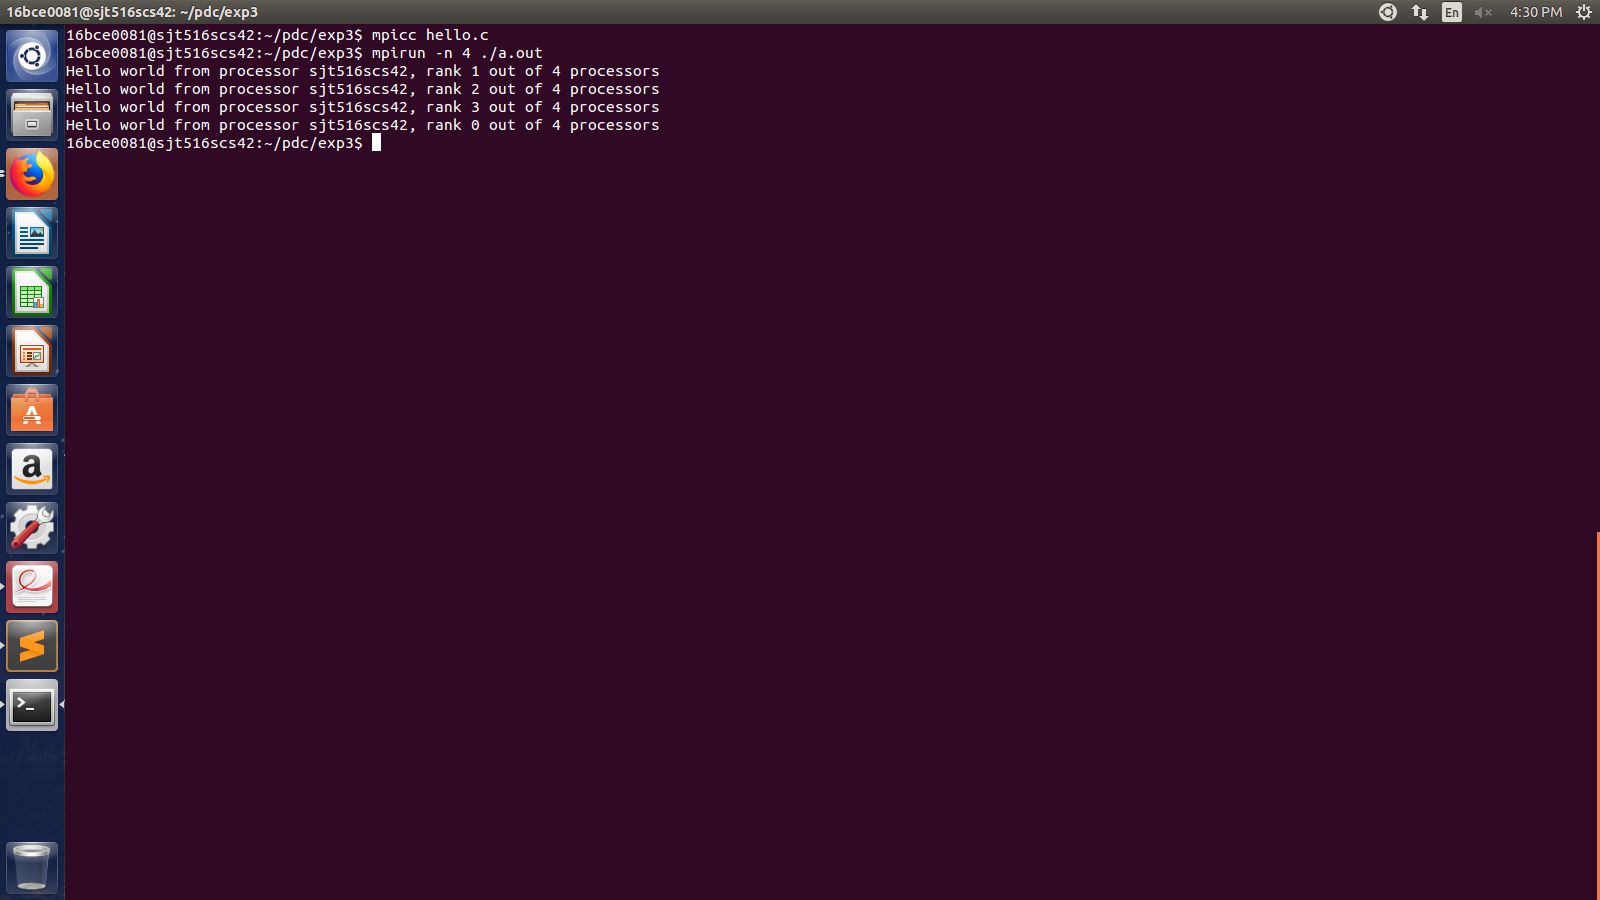 16bce0081@sjt516scs42: ~/pdc/exp3
En
4:30 PM
16bce0081@sjt516scs42:~/pdc/exp3$ mpicc hello.c
16bce0081@sjt516scs42:~/pdc/exp3$ mpirun -n 4 ./a.out
Hello world from processor sjt516scs42, rank 1 out of 4 processors
Hello world from processor sjt516scs42, rank 2 out of 4 processors
Hello world from processor sjt516scs42, rank 3 out of 4 processors
Hello world from processor sjt516scs42, rank 0 out of 4 processors
16bce0081@sjt516scs42:~/pdc/exp3$